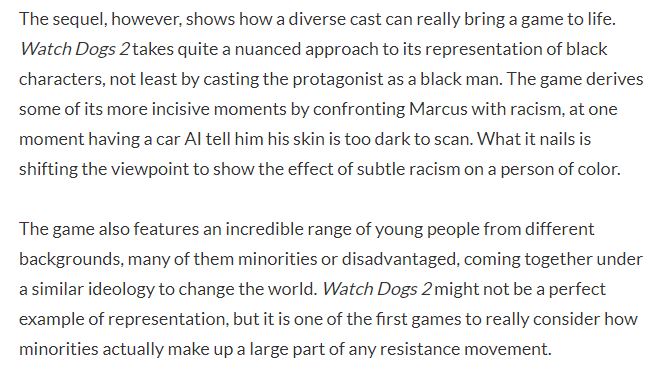 The sequel, however, shows how a diverse cast can really bring a game to life.
Watch Dogs 2 takes quite a nuanced approach to its representation of black
characters, not least by casting the protagonist as a black man. The game derives
some of its more incisive moments by confronting Marcus with racism, at one
moment having a car AI tell him his skin is too dark to scan. What it nails is
shifting the viewpoint to show the effect of subtle racism on a person of color.
The game also features an incredible range of young people from different
backgrounds, many of them minorities or disadvantaged, coming together under
a similar ideology to change the world. Watch Dogs 2 might not be a perfect
example of representation, but it is one of the first games to really consider how
minorities actually make up a large part of any resistance movement.